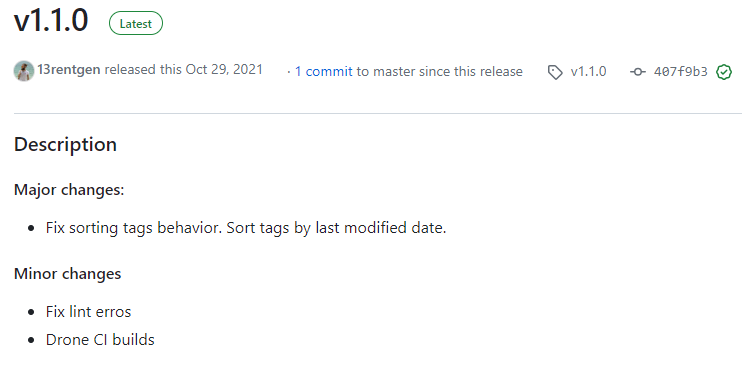 v1.1.0 Latest
13rentgen released this Oct 29, 2021 · 1 commit to master since this release v1.1.0 407f9b3
Description
Major changes:
Fix sorting tags behavior. Sort tags by last modified date.
Minor changes
Fix lint erros
Drone CI builds